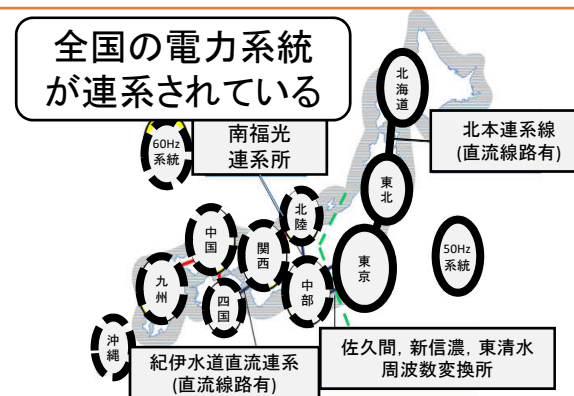 全国の電力系統
が連系されている
60Hz
系統
南福光
連系所
北海道
北本連系線
(直流線路有)
東北
北陸
中国
関西
東京
50Hz
系統
九州
四国
中部
沖縄
紀伊水道直流連系
(直流線路有)
佐久間，新信濃，東清水
周波数変換所